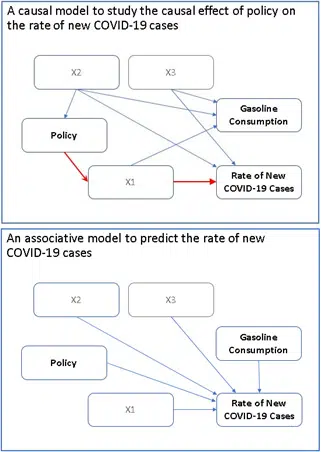 A causal model to study the causal effect of policy on
the rate of new COVID-19 cases
X2
X3
Gasoline
Consumption
Policy
X1
Rate of New
COVID-19 Cases
An associative model to predict the rate of new
COVID-19 cases
X2
X3
Gasoline
Consumption
Policy
X1
Rate of New
COVID-19 Cases